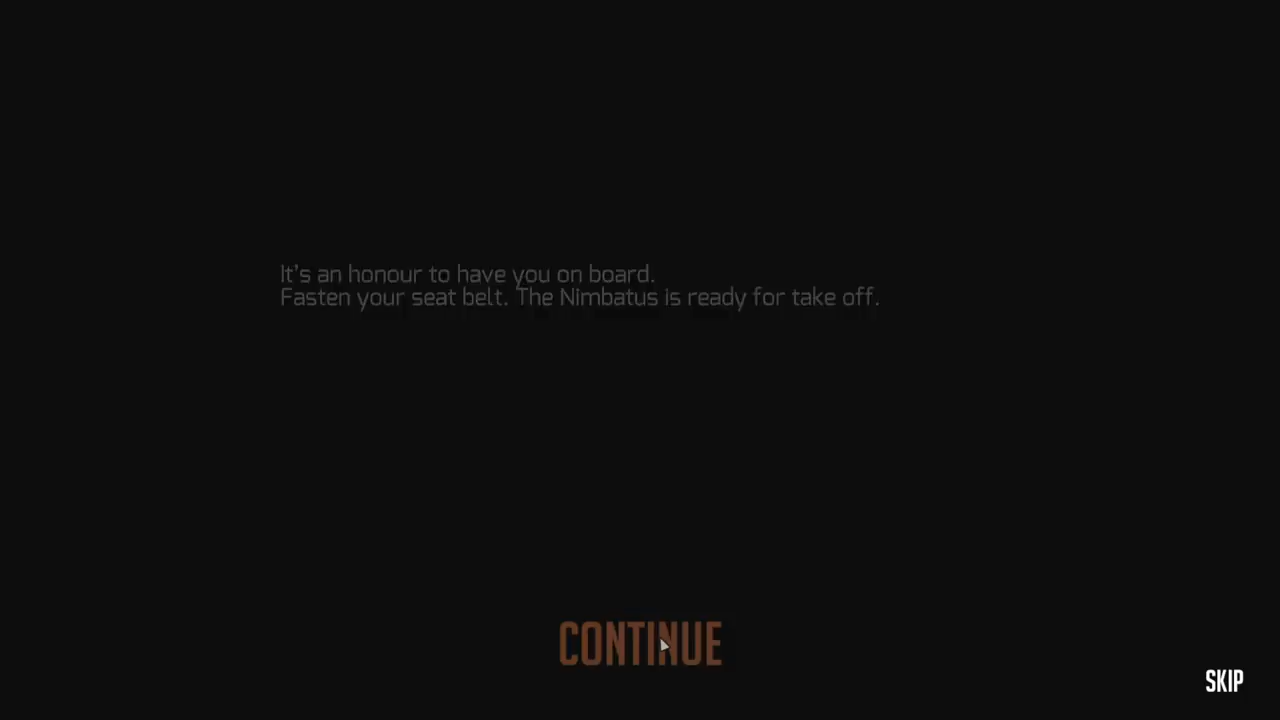 It's an honour to have you on board.
Fasten your seat belt. The Nimbatus is ready for take off.
CONTINUE
SKIP